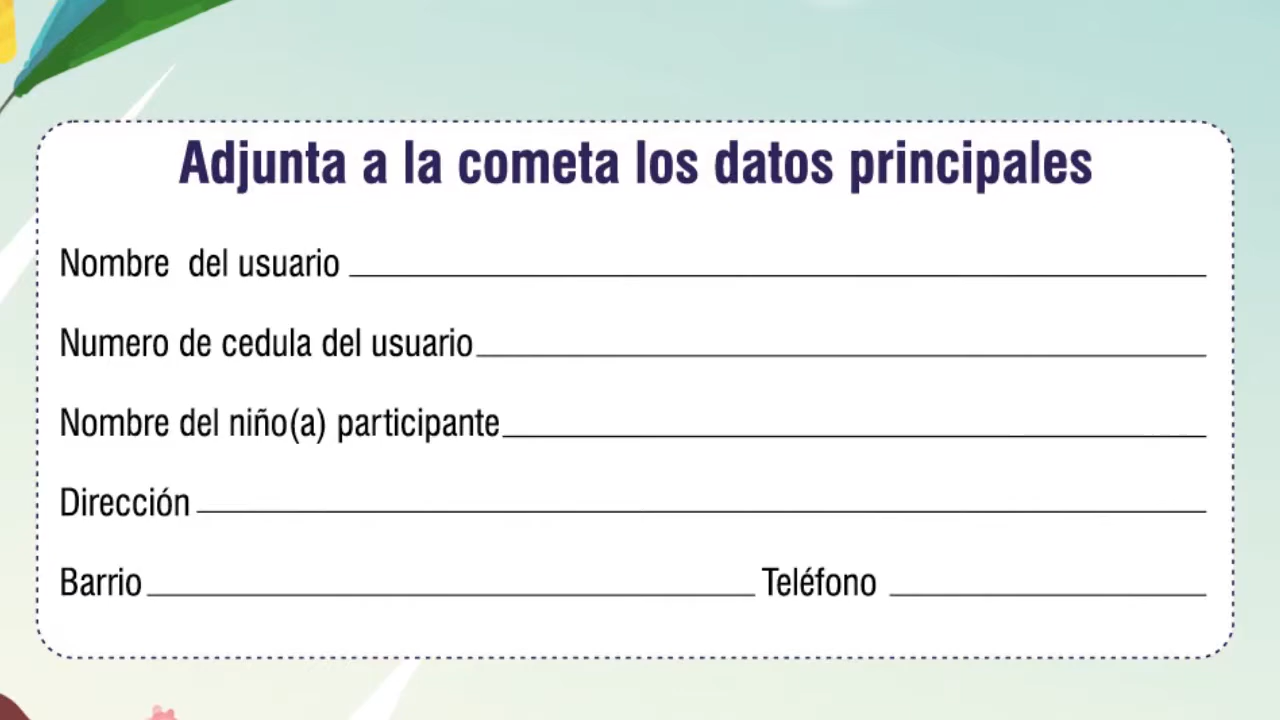 Adjunta a la cometa los datos principales
Nombre del usuario
Numero de cedula del usuario
Nombre del niño(a) participante
Dirección
Barrio Teléfono